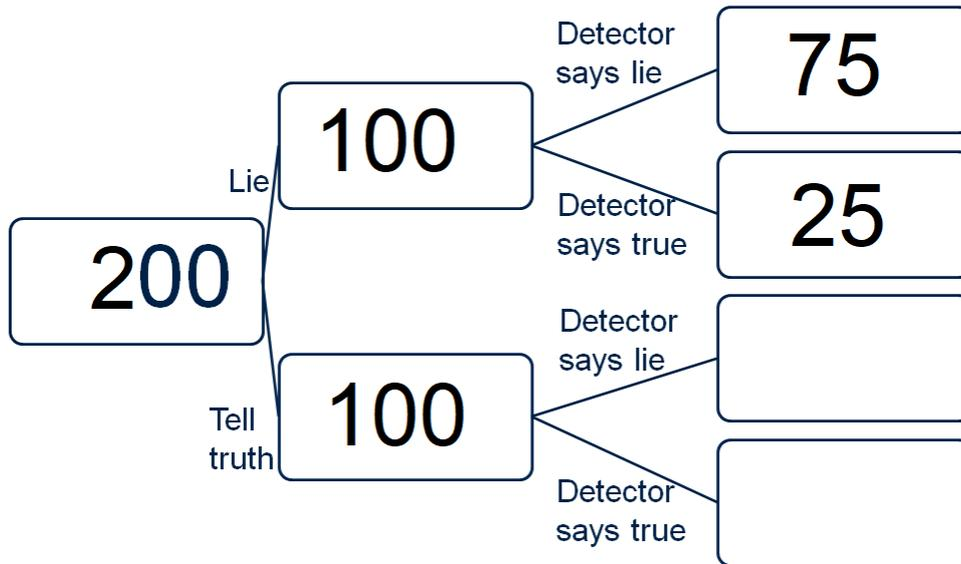 Detector
says lie
75
100
Lie
Detector
says true
25
200
Detector
says lie
100
Tell
truth
Detector
says true